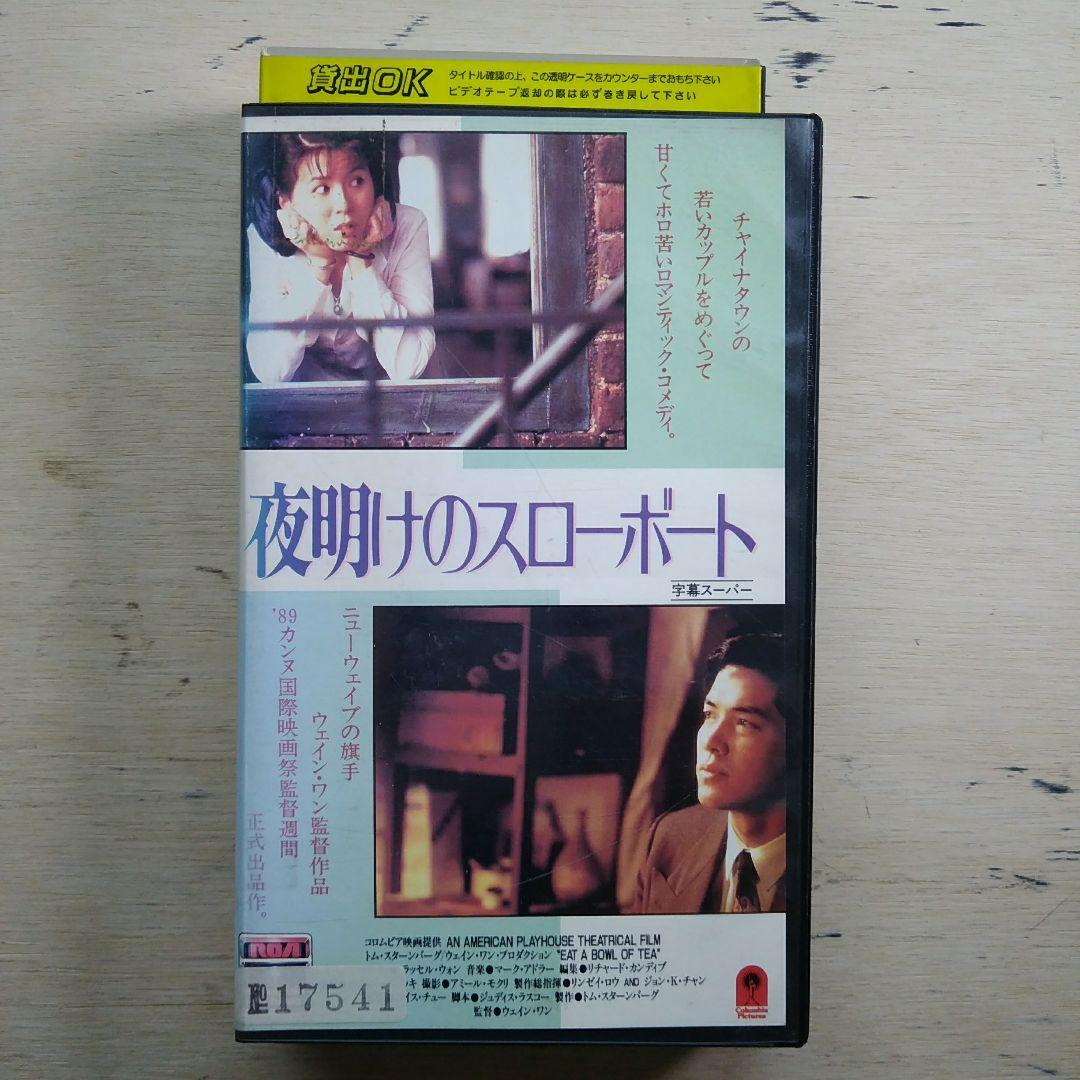 貸出OK
タイトル確認の上、この透明ケースをカウンターまでおもち下さい
ビデオテープ返却の際は必ず巻き戻して下さい
チャイナタウンの
若いカップルをめぐって
甘くてホロ苦いロマンティック・コメディ。
夜明けのスローボート
字幕スーパー
ニューウェイブの旗手
ウェイン・ワン監督作品
'89カンヌ国際映画祭監督週間
正式出品作。
コロムビア映画提供 AN AMERICAN PLAYHOUSE THEATRICAL FILM
トム・スターンバーグ/ウェイン・ワン・プロダクション "EAT A BOWL OF TEA"
ラッセル・ウォン 音楽●マーク・アドラー 編集●リチャード・カンディブ
キ 撮影●アミール・モクリ 製作総指揮●リンゼイ・ロウ AND ジョン・K・チャン
イス・チュー 脚本●ジュディス・ラスコー 製作●トム・スターンバーグ
監督●ウェイン・ワン
RCA
№17541
Columbia
Pictures